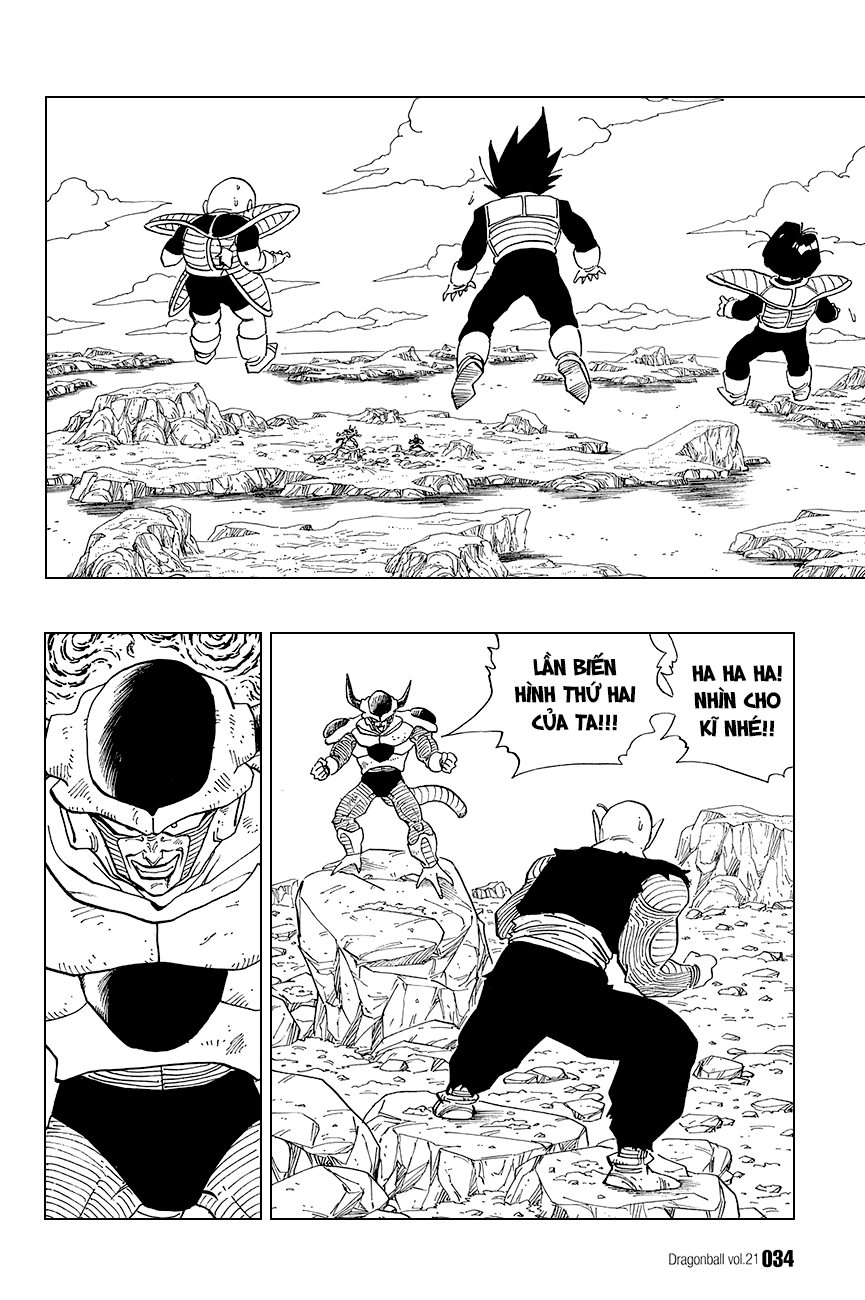 HA HA HA!
NHÌN CHO
KĨ NHÉ!!
LẦN BIẾN
HÌNH THỨ HAI
CỦA TA!!!
Dragonball vol.21 034